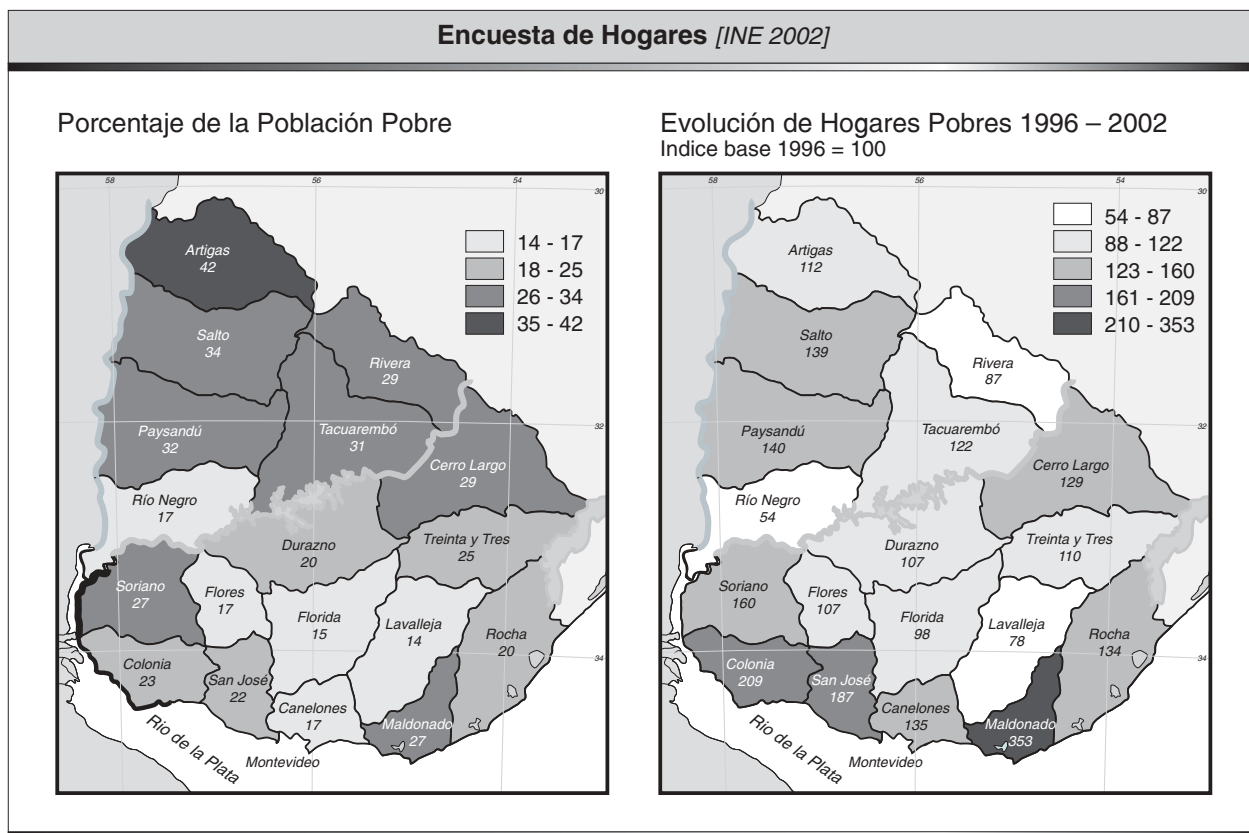 Encuesta de Hogares [INE 2002]
Porcentaje de la Población Pobre
58
56
54
30
32
34
14 - 17
18 - 25
26 - 34
35 - 42
Artigas
42
Salto
34
Rivera
29
Paysandú
32
Tacuarembó
31
Cerro Largo
29
Río Negro
17
Durazno
20
Treinta y Tres
25
Soriano
27
Flores
17
Florida
15
Lavalleja
14
Rocha
20
Colonia
23
San José
22
Canelones
17
Maldonado
27
Río de la Plata
Montevideo
Evolución de Hogares Pobres 1996 – 2002
Indice base 1996 = 100
58
56
54
30
32
34
54 - 87
88 - 122
123 - 160
161 - 209
210 - 353
Artigas
112
Salto
139
Rivera
87
Paysandú
140
Tacuarembó
122
Cerro Largo
129
Río Negro
54
Durazno
107
Treinta y Tres
110
Soriano
160
Flores
107
Florida
98
Lavalleja
78
Rocha
134
Colonia
209
San José
187
Canelones
135
Maldonado
353
Río de la Plata
Montevideo